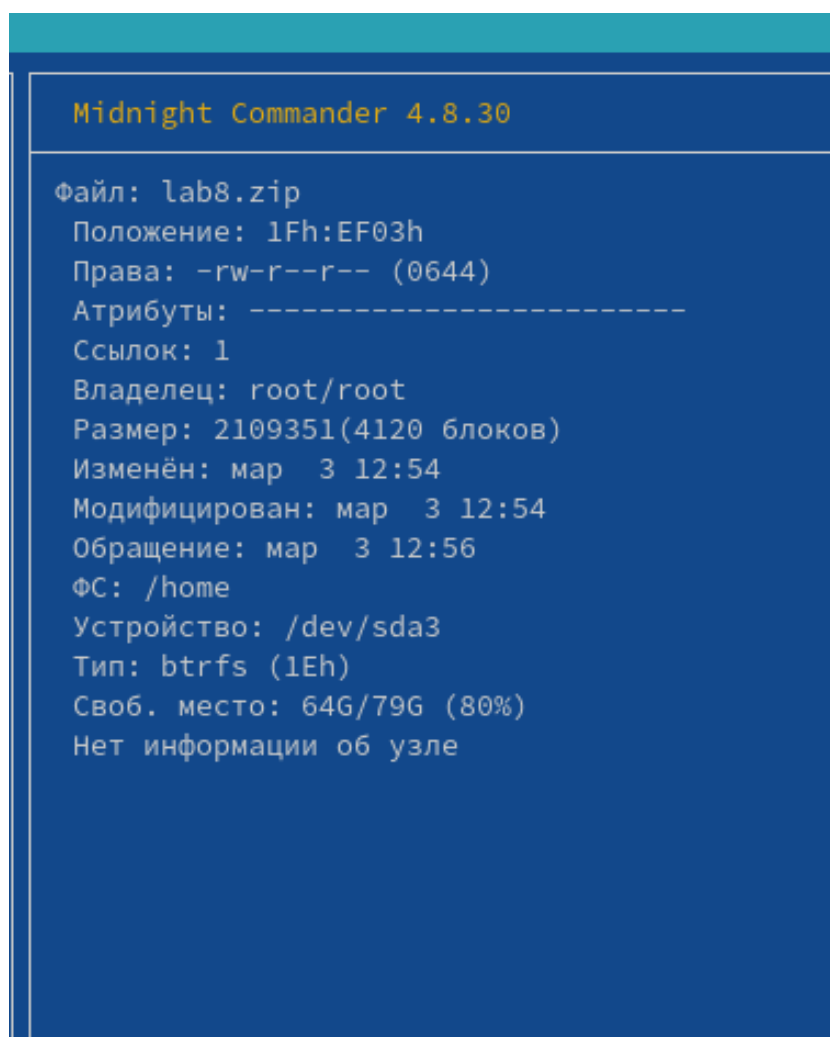 Midnight Commander 4.8.30
Файл: lab8.zip
Положение: 1Fh:EF03h
Права: -rw-r--r-- (0644)
Атрибуты: -------------------------
Ссылок: 1
Владелец: root/root
Размер: 2109351(4120 блоков)
Изменён: мар  3 12:54
Модифицирован: мар  3 12:54
Обращение: мар  3 12:56
ФС: /home
Устройство: /dev/sda3
Тип: btrfs (1Eh)
Своб. место: 64G/79G (80%)
Нет информации об узле